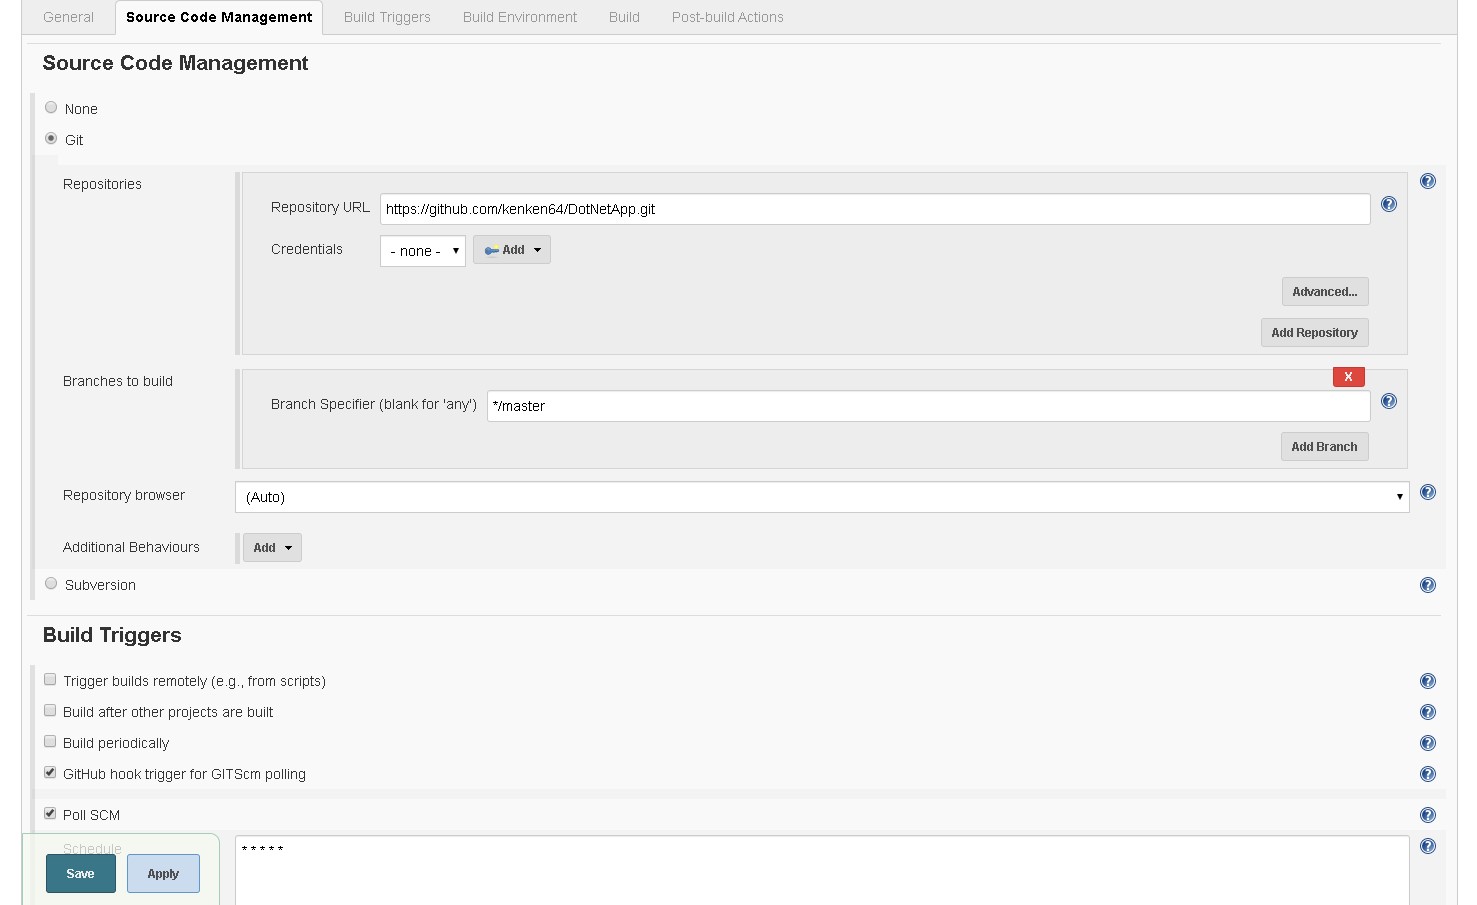 General Source Code Management Build Triggers Build Environment Build Post-build Actions
Source Code Management
None
Git
Repositories
Repository URL https://github.com/kenken64/DotNetApp.git
Credentials - none - Add
Advanced...
Add Repository
Branches to build
X
Branch Specifier (blank for 'any') */master
Add Branch
Repository browser (Auto)
Additional Behaviours Add
Subversion
Build Triggers
Trigger builds remotely (e.g., from scripts)
Build after other projects are built
Build periodically
GitHub hook trigger for GITScm polling
Poll SCM
Schedule * * * * *
Save Apply